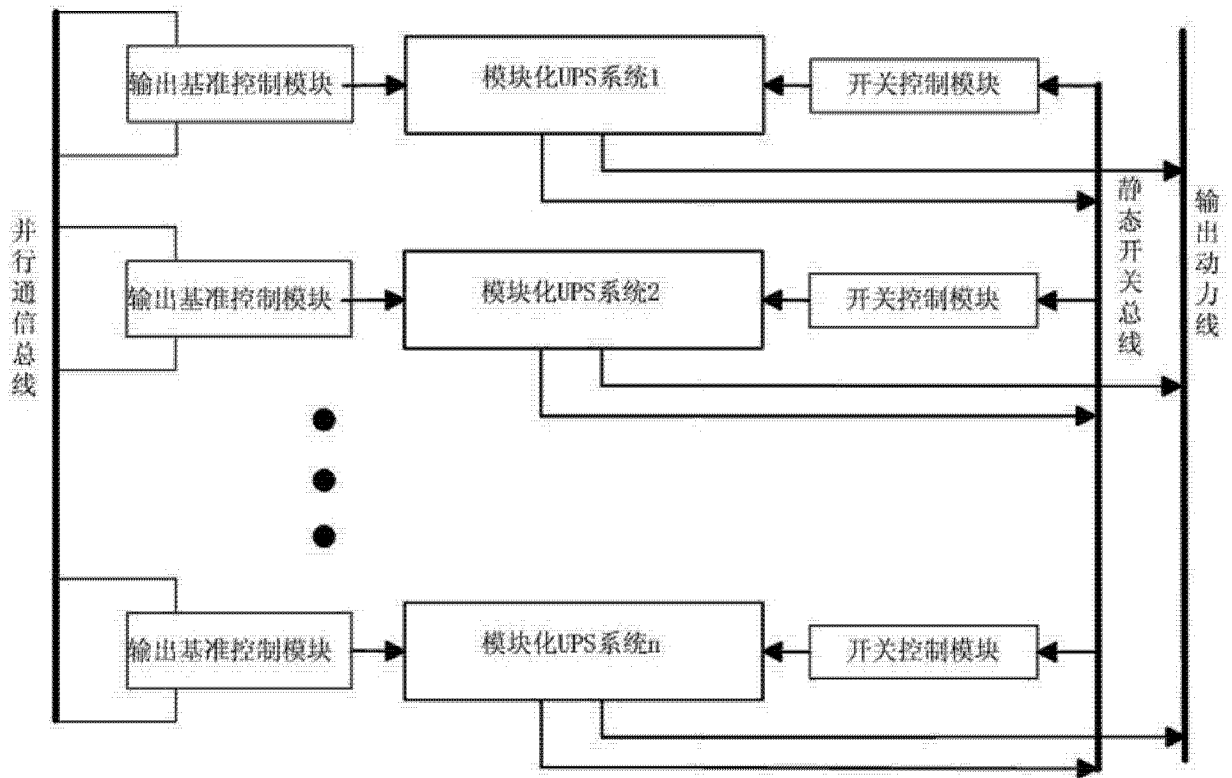 输出基准控制模块
模块化UPS系统1
开关控制模块
并行通信总线
静态开关总线
输出动力线
输出基准控制模块
模块化UPS系统2
开关控制模块
输出基准控制模块
模块化UPS系统n
开关控制模块